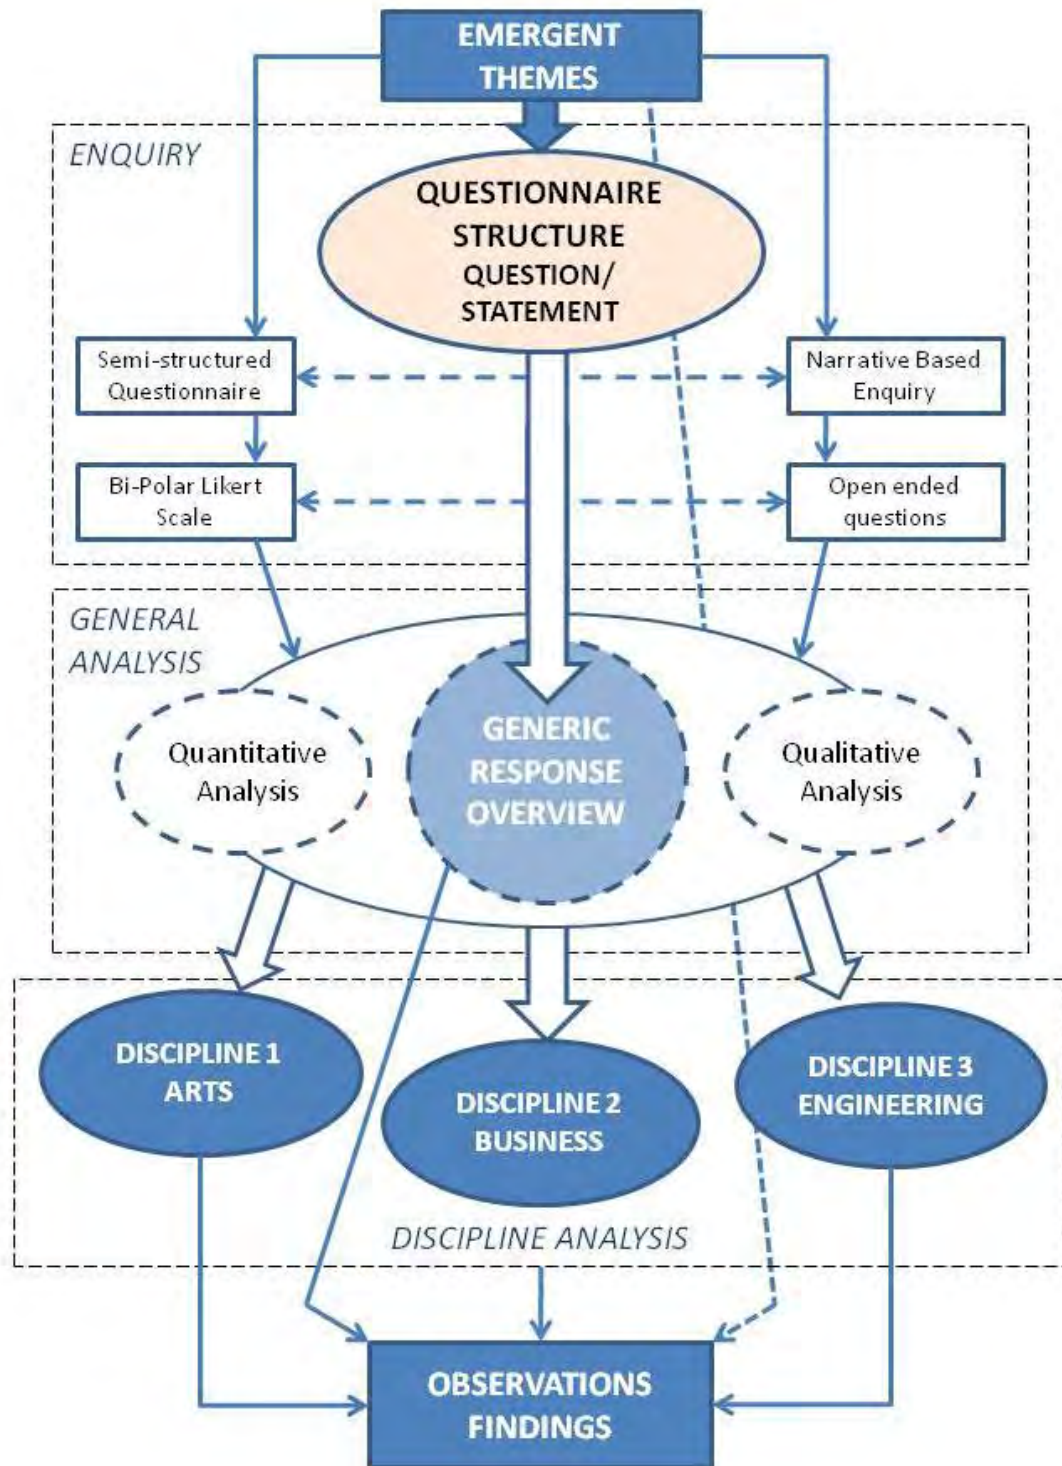 EMERGENT
THEMES
ENQUIRY
QUESTIONNAIRE
STRUCTURE
QUESTION/
STATEMENT
Semi-structured
Questionnaire
Narrative Based
Enquiry
Bi-Polar Likert
Scale
Open ended
questions
GENERAL
ANALYSIS
Quantitative
Analysis
GENERIC
RESPONSE
OVERVIEW
Qualitative
Analysis
DISCIPLINE 1
ARTS
DISCIPLINE 2
BUSINESS
DISCIPLINE 3
ENGINEERING
DISCIPLINE ANALYSIS
OBSERVATIONS
FINDINGS